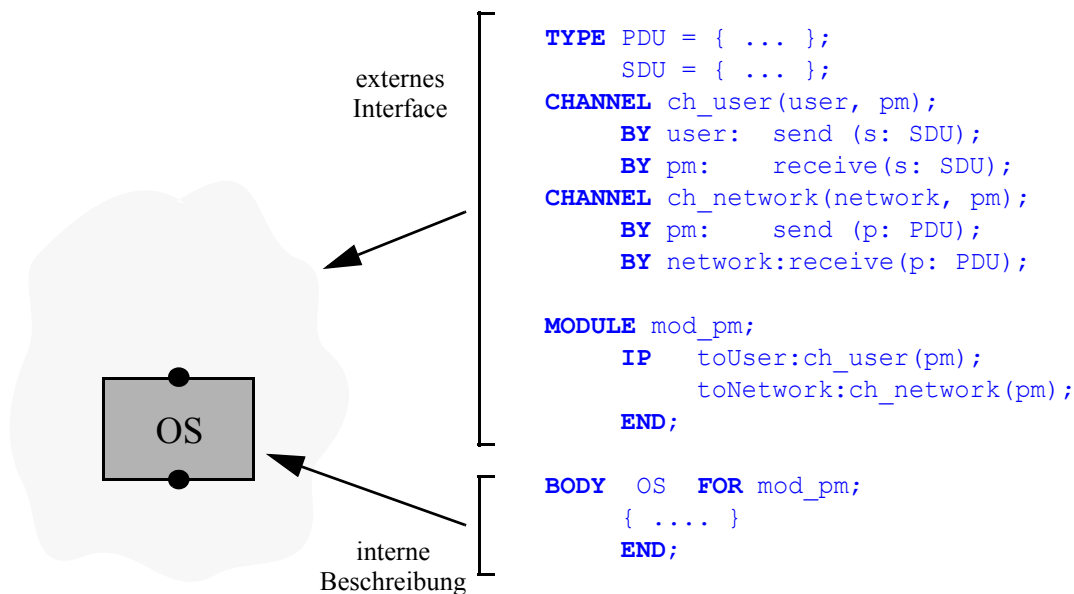 externes
Interface
TYPE PDU = { ... };
SDU = { ... };
CHANNEL ch_user(user, pm);
BY user: send (s: SDU);
BY pm: receive(s: SDU);
CHANNEL ch_network(network, pm);
BY pm: send (p: PDU);
BY network:receive(p: PDU);
MODULE mod_pm;
IP toUser:ch_user(pm);
toNetwork:ch_network(pm);
END;
OS
interne
Beschreibung
BODY OS FOR mod_pm;
{ .... }
END;